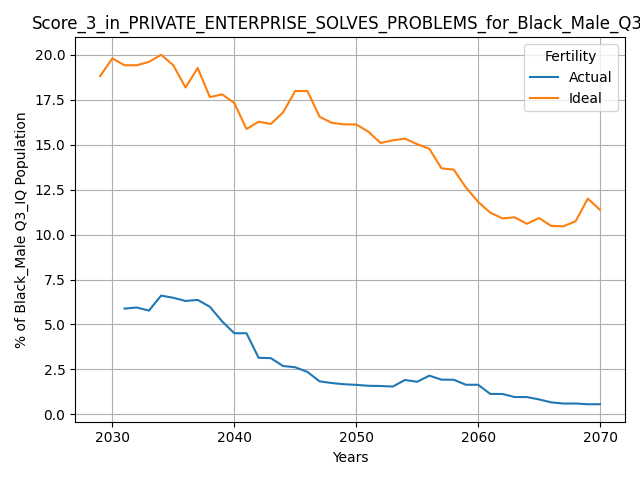 Score_3_in_PRIVATE_ENTERPRISE_SOLVES_PROBLEMS_for_Black_Male_Q3
Fertility
Actual
Ideal
% of Black_Male Q3_IQ Population
20.0
17.5
15.0
12.5
10.0
7.5
5.0
2.5
0.0
2030 2040 2050 2060 2070
Years